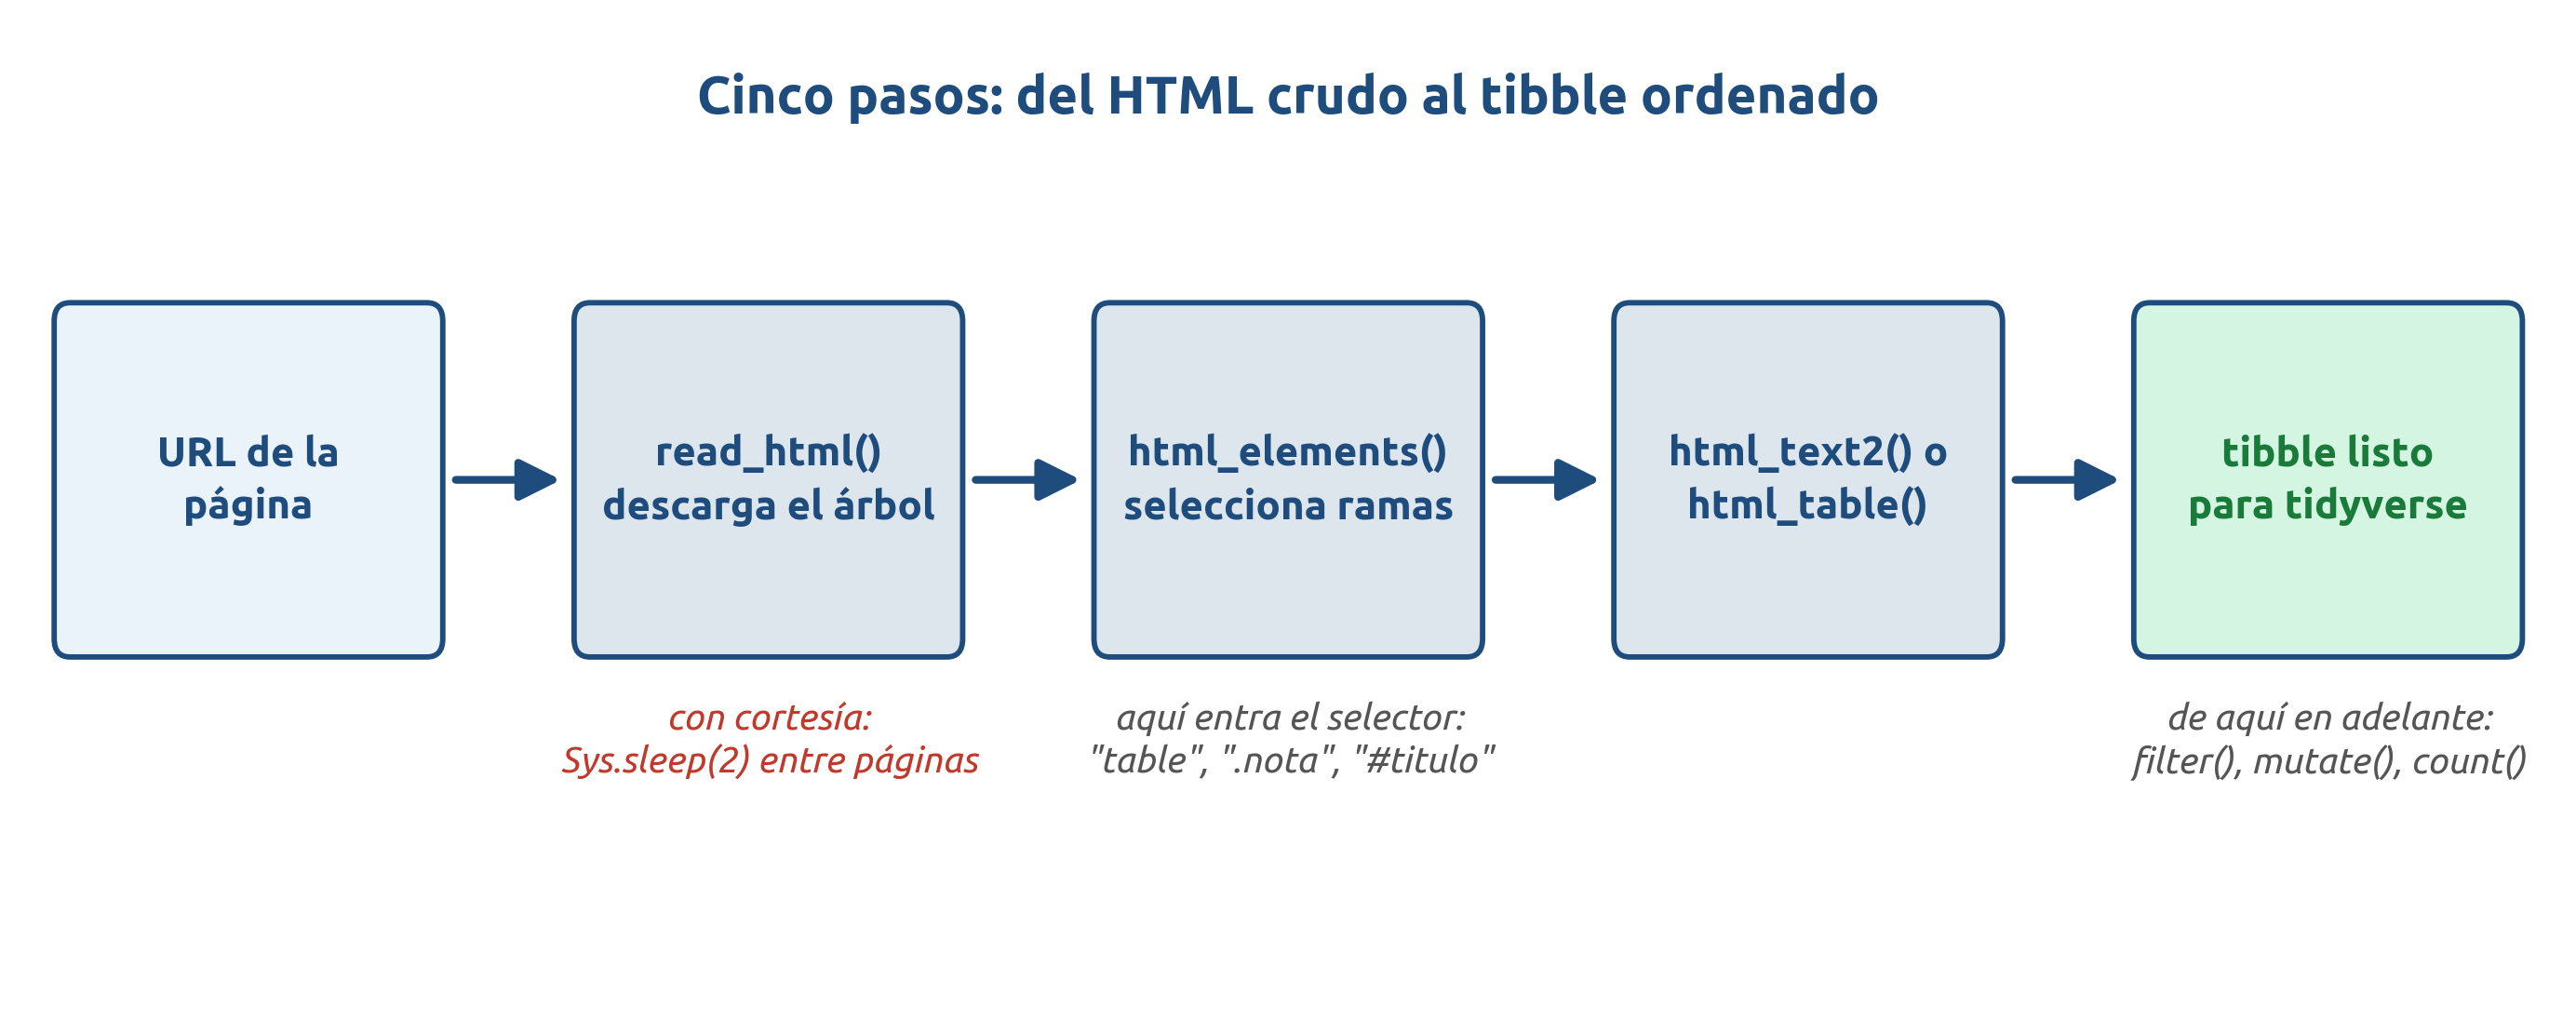 Cinco pasos: del HTML crudo al tibble ordenado
URL de la
página
read_html()
descarga el árbol
html_elements()
selecciona ramas
html_text2() o
html_table()
tibble listo
para tidyverse
con cortesía:
Sys.sleep(2) entre páginas
aquí entra el selector:
"table", ".nota", "#titulo"
de aquí en adelante:
filter(), mutate(), count()